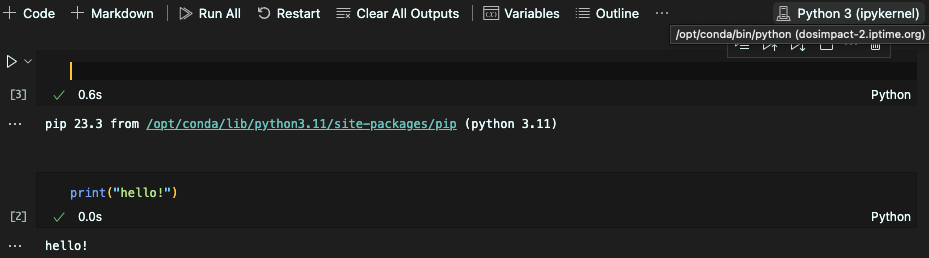 + Code + Markdown Run All Restart Clear All Outputs Variables Outline ··· Python 3 (ipykernel)
/opt/conda/bin/python (dosimpact-2.iptime.org)
[3] 0.6s Python
··· pip 23.3 from /opt/conda/lib/python3.11/site-packages/pip (python 3.11)
print("hello!")
[2] 0.0s Python
··· hello!